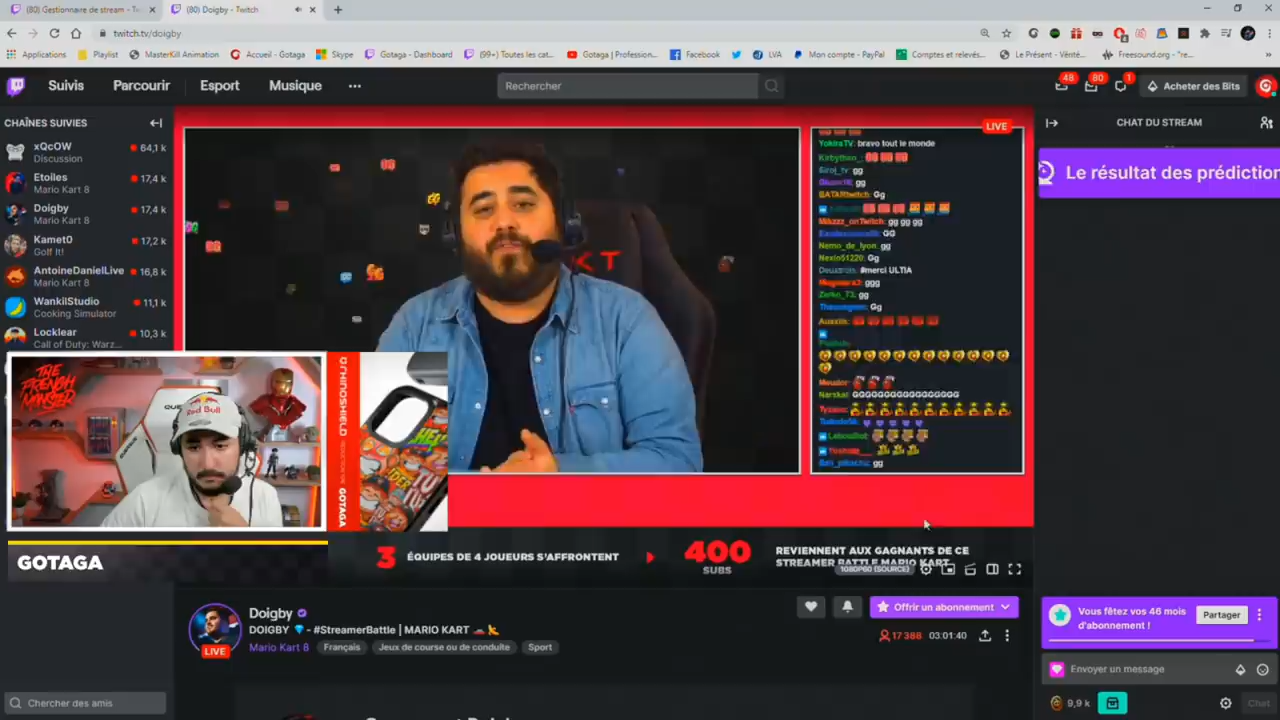 (80) Gestionnaire de stream - Tw
(80) Doigby - Twitch
twitch.tv/doigby
Applications
Playlist
MasterKill Animation
Accueil - Gotaga
Skype
Gotaga - Dashboard
(99+) Toutes les cat...
Gotaga | Profession...
Facebook
LVA
Mon compte - PayPal
Comptes et relevés...
Le Présent - Vérité...
Freesound.org - "re...
Suivis
Parcourir
Esport
Musique
Rechercher
48
80
1
Acheter des Bits
CHAÎNES SUIVIES
xQcOW
64,1 k
Discussion
Etoiles
17,4 k
Mario Kart 8
Doigby
17,4 k
Mario Kart 8
Kamet0
17,2 k
Golf It!
AntoineDanielLive
16,8 k
Mario Kart 8
WankilStudio
11,1 k
Cooking Simulator
Locklear
10,3 k
Call of Duty: Warz...
LIVE
YokiraTV: bravo tout le monde
gg
gg
BATARtwitch: Gg
gg gg gg
GG
Nemo_de_lyon: gg
Gg
#merci ULTIA
ggg
Zorko_T3: gg
Gg
gg
CHAT DU STREAM
Le résultat des prédiction
THE FRENCH MONSTER
Red Bull
RHINOSHIELD
GOTAGA
GOTAGA
3 ÉQUIPES DE 4 JOUEURS S'AFFRONTENT
400 SUBS
REVIENNENT AUX GAGNANTS DE CE
STREAMER BATTLE MARIO KART
1080P60 (SOURCE)
Doigby
DOIGBY - #StreamerBattle | MARIO KART
Mario Kart 8
Français
Jeux de course ou de conduite
Sport
LIVE
Offrir un abonnement
17 388
03:01:40
Vous fêtez vos 46 mois
d'abonnement !
Partager
Envoyer un message
9,9 k
Chat
Chercher des amis